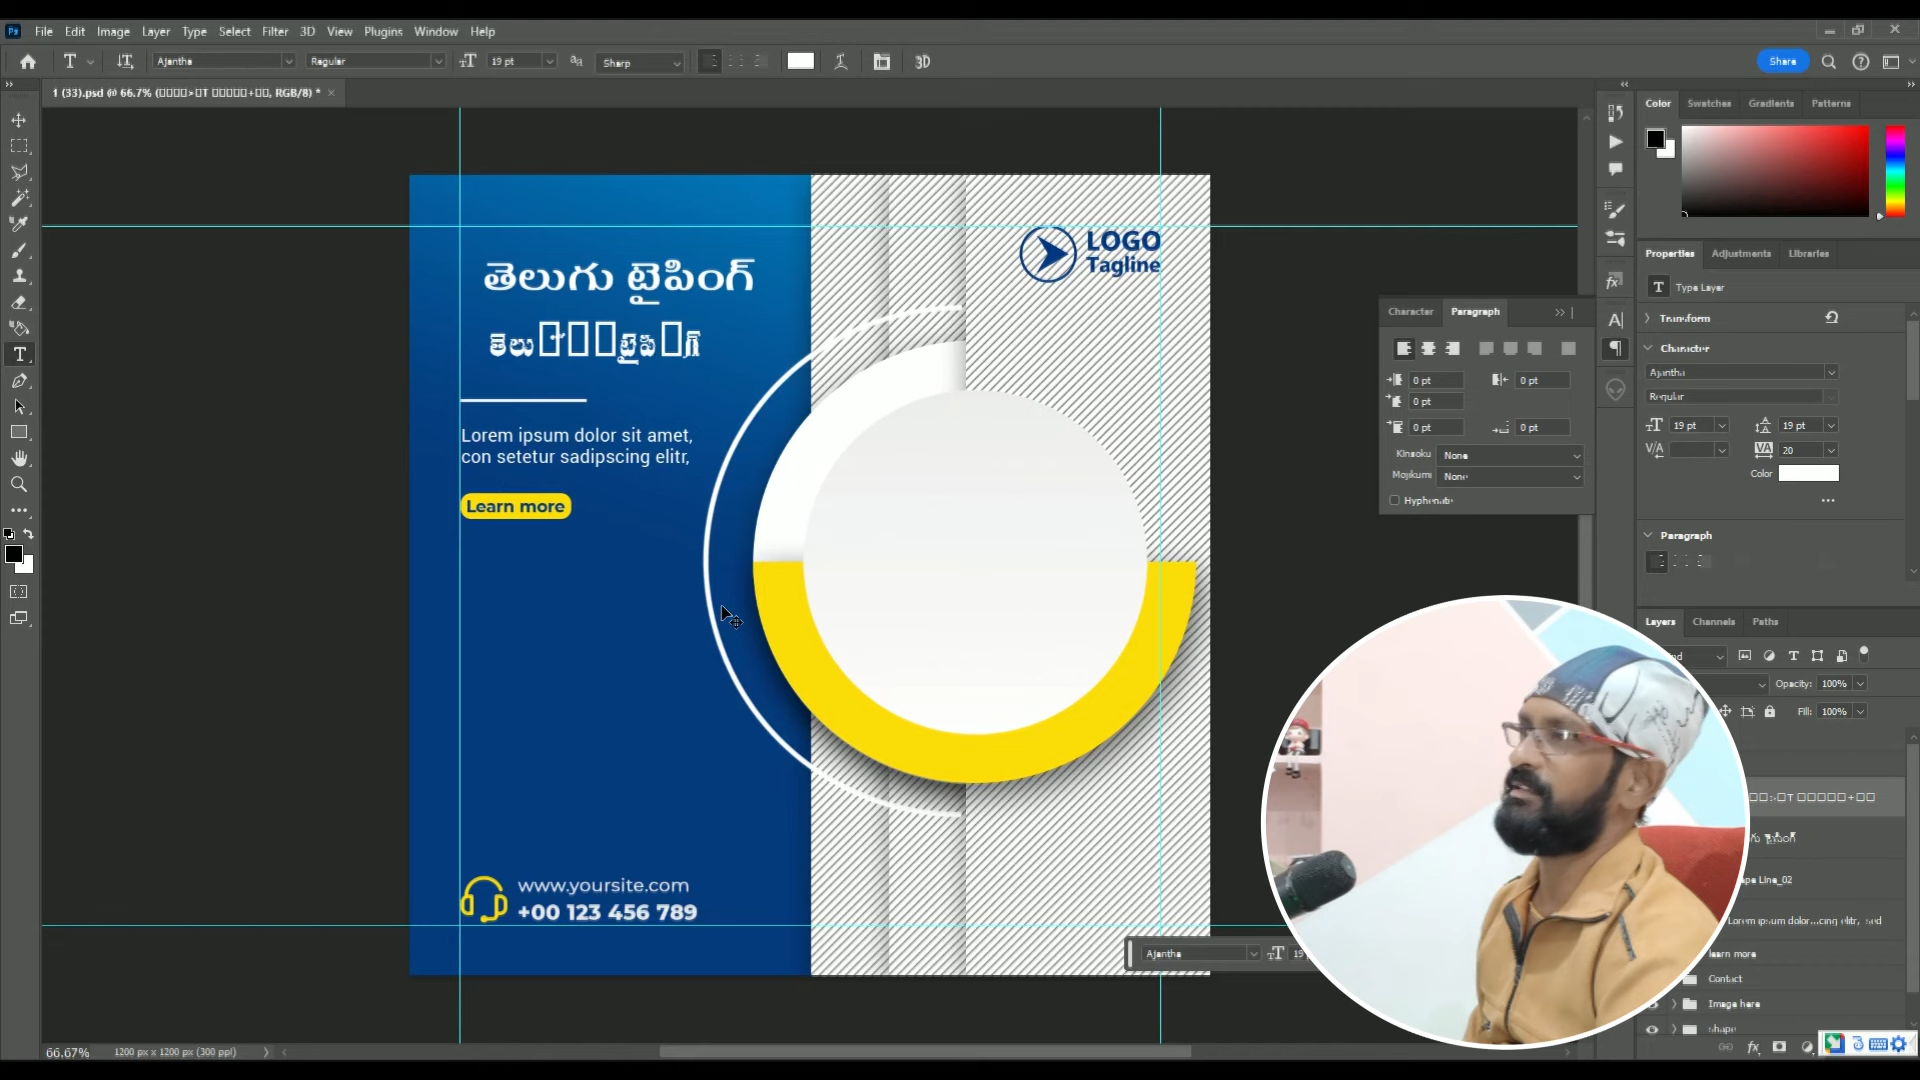 File Edit Image Layer Type Select Filter 3D View Plugins Window Help
Ajantha Regular 19 pt Sharp 3D Share
1 (33).psd @ 66.7% (□□□□>□T □□□□□+□□, RGB/8) *
తెలుగు టైపింగ్
Lorem ipsum dolor sit amet,
con setetur sadipscing elitr,
Learn more
www.yoursite.com
+00 123 456 789
LOGO
Tagline
Character Paragraph
0 pt 0 pt
0 pt
0 pt 0 pt
Kinsoku None
Mojikumi None
Hyphenate
Ajantha 19
Color Swatches Gradients Patterns
Properties Adjustments Libraries
Type Layer
Transform
Character
Ajantha
Regular
19 pt 19 pt
20
Color
Paragraph
Layers Channels Paths
Opacity: 100%
Fill: 100%
Line_02
Lorem ipsum dolor...cing elitr, sed
learn more
Contact
Image here
shape
66.67% 1200 px x 1200 px (300 ppi)